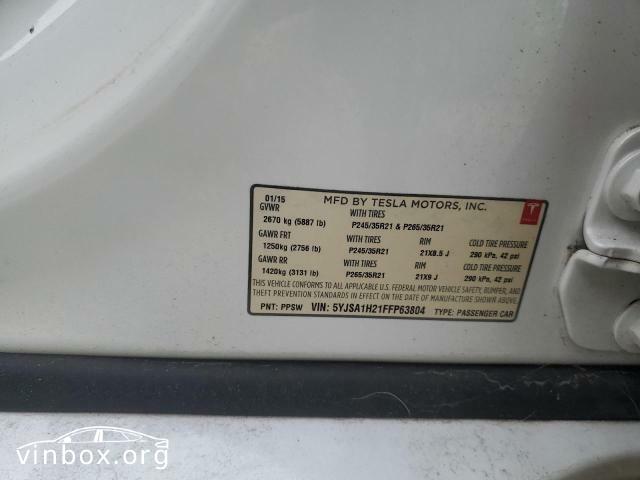 01/15 MFD BY TESLA MOTORS, INC.
GVWR WITH TIRES
2670 kg (5887 lb) P245/35R21 & P265/35R21
GAWR FRT WITH TIRES RIM COLD TIRE PRESSURE
1250kg (2756 lb) P245/35R21 21X8.5 J 290 kPa, 42 psi
GAWR RR WITH TIRES RIM COLD TIRE PRESSURE
1420kg (3131 lb) P265/35R21 21X9 J 290 kPa, 42 psi
THIS VEHICLE CONFORMS TO ALL APPLICABLE U.S. FEDERAL MOTOR VEHICLE SAFETY, BUMPER, AND
THEFT PREVENTION STANDARDS IN EFFECT ON THE DATE OF MANUFACTURE SHOWN ABOVE.
PNT: PPSW VIN: 5YJSA1H21FFP63804 TYPE: PASSENGER CAR
vinbox.org